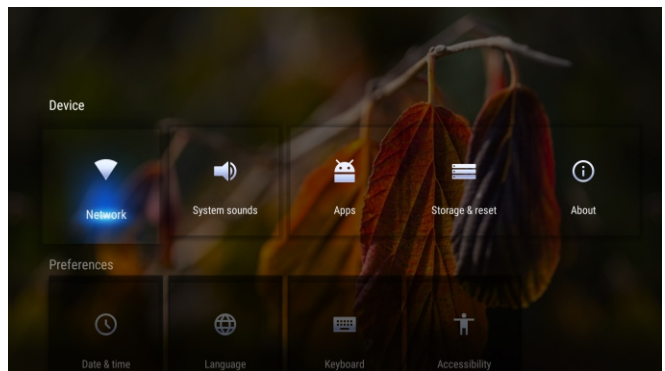 Device
Network
System sounds
Apps
Storage & reset
About
Preferences
Date & time
Language
Keyboard
Accessibility